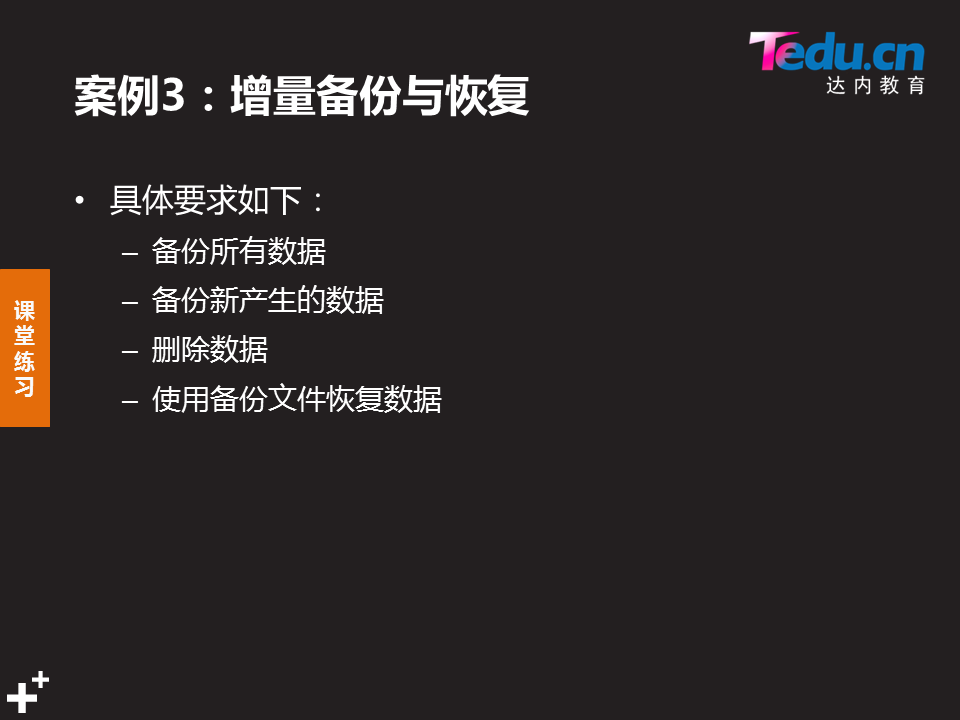 Tedu.cn
达内教育
案例3：增量备份与恢复
• 具体要求如下：
– 备份所有数据
– 备份新产生的数据
– 删除数据
– 使用备份文件恢复数据
课
堂
练
习